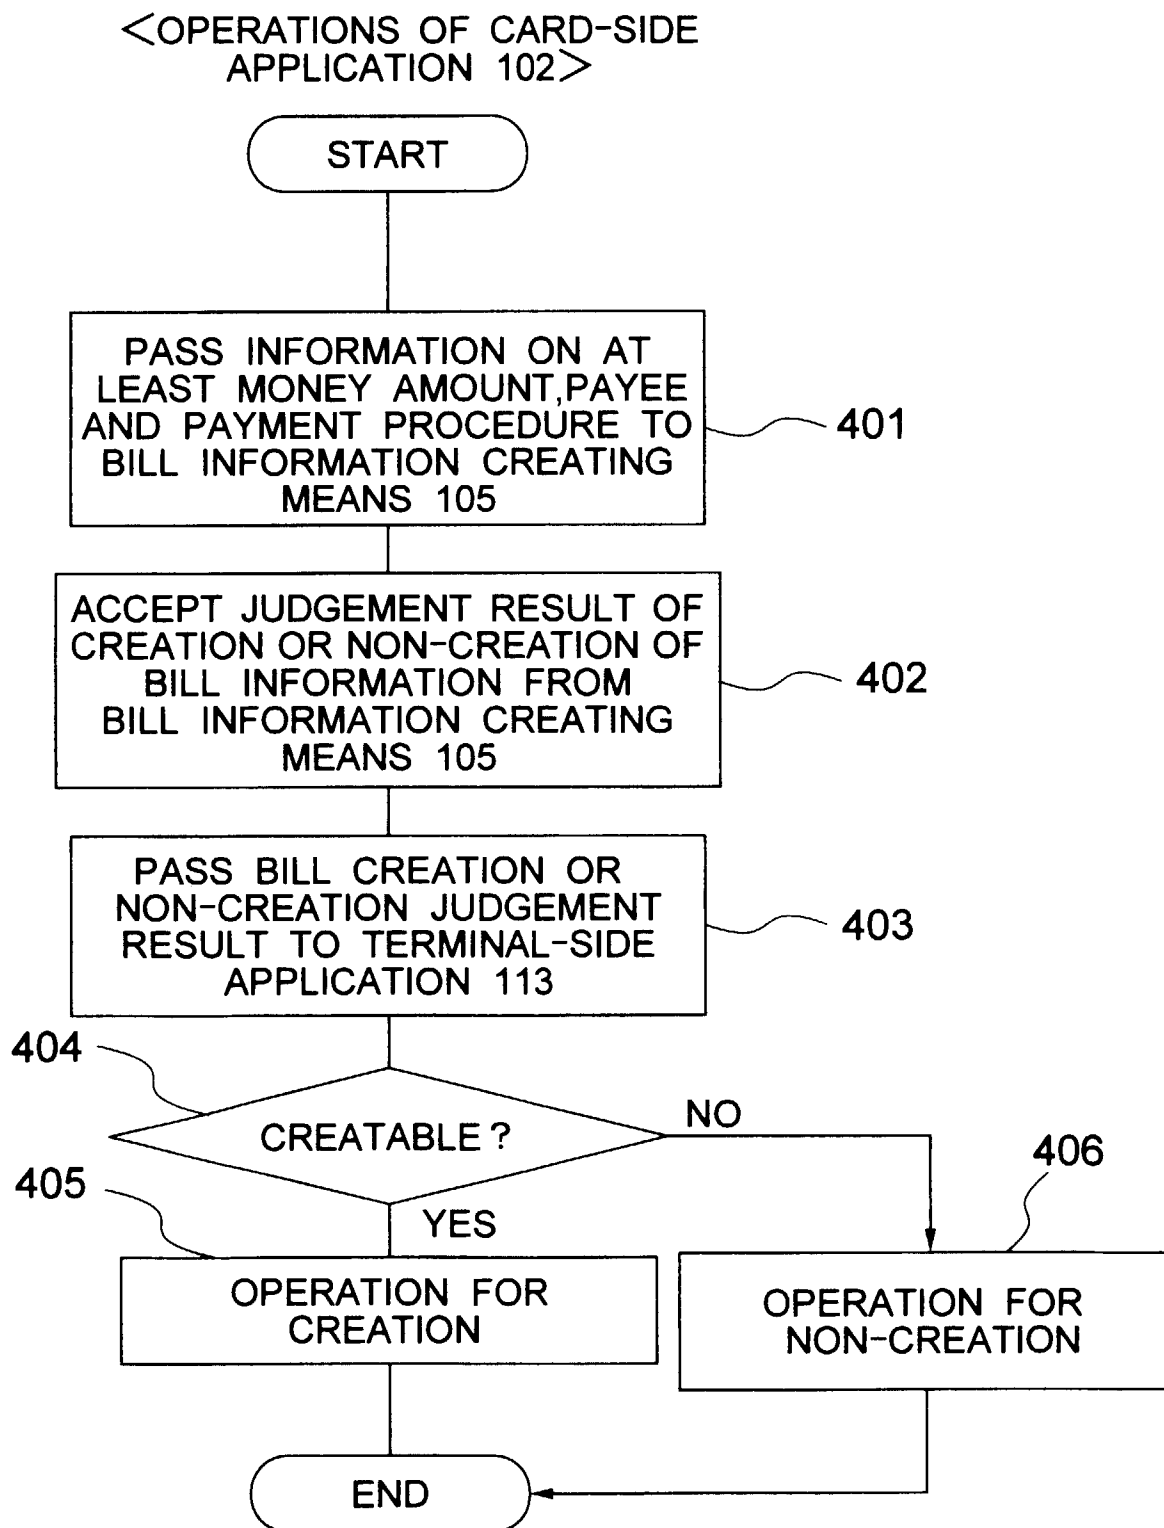 <OPERATIONS OF CARD-SIDE
APPLICATION 102>
START
PASS INFORMATION ON AT
LEAST MONEY AMOUNT,PAYEE
AND PAYMENT PROCEDURE TO
BILL INFORMATION CREATING
MEANS 105
401
ACCEPT JUDGEMENT RESULT OF
CREATION OR NON-CREATION OF
BILL INFORMATION FROM
BILL INFORMATION CREATING
MEANS 105
402
PASS BILL CREATION OR
NON-CREATION JUDGEMENT
RESULT TO TERMINAL-SIDE
APPLICATION 113
403
404
CREATABLE?
NO
YES
405
OPERATION FOR
CREATION
406
OPERATION FOR
NON-CREATION
END